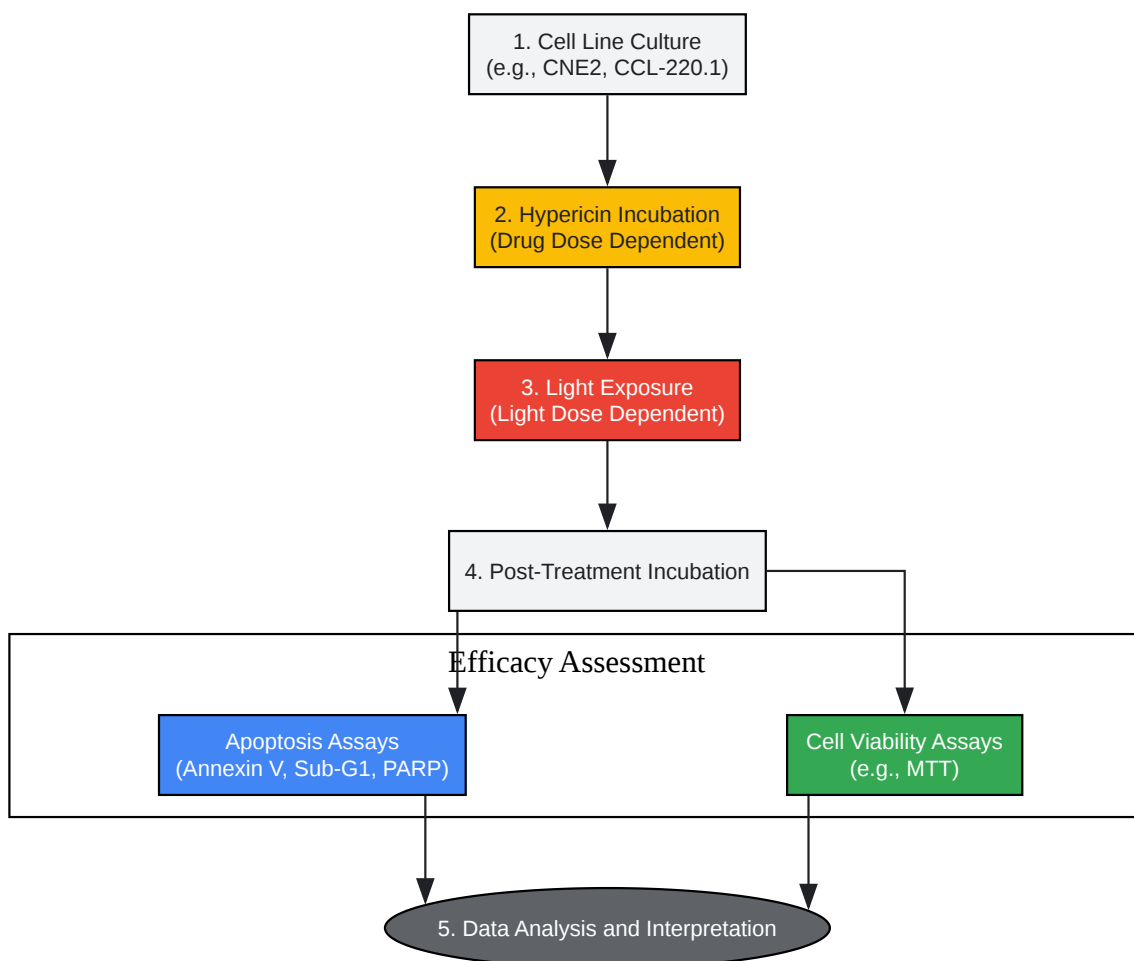 1. Cell Line Culture
(e.g., CNE2, CCL-220.1)
2. Hypericin Incubation
(Drug Dose Dependent)
3. Light Exposure
(Light Dose Dependent)
4. Post-Treatment Incubation
Efficacy Assessment
Apoptosis Assays
(Annexin V, Sub-G1, PARP)
Cell Viability Assays
(e.g., MTT)
5. Data Analysis and Interpretation